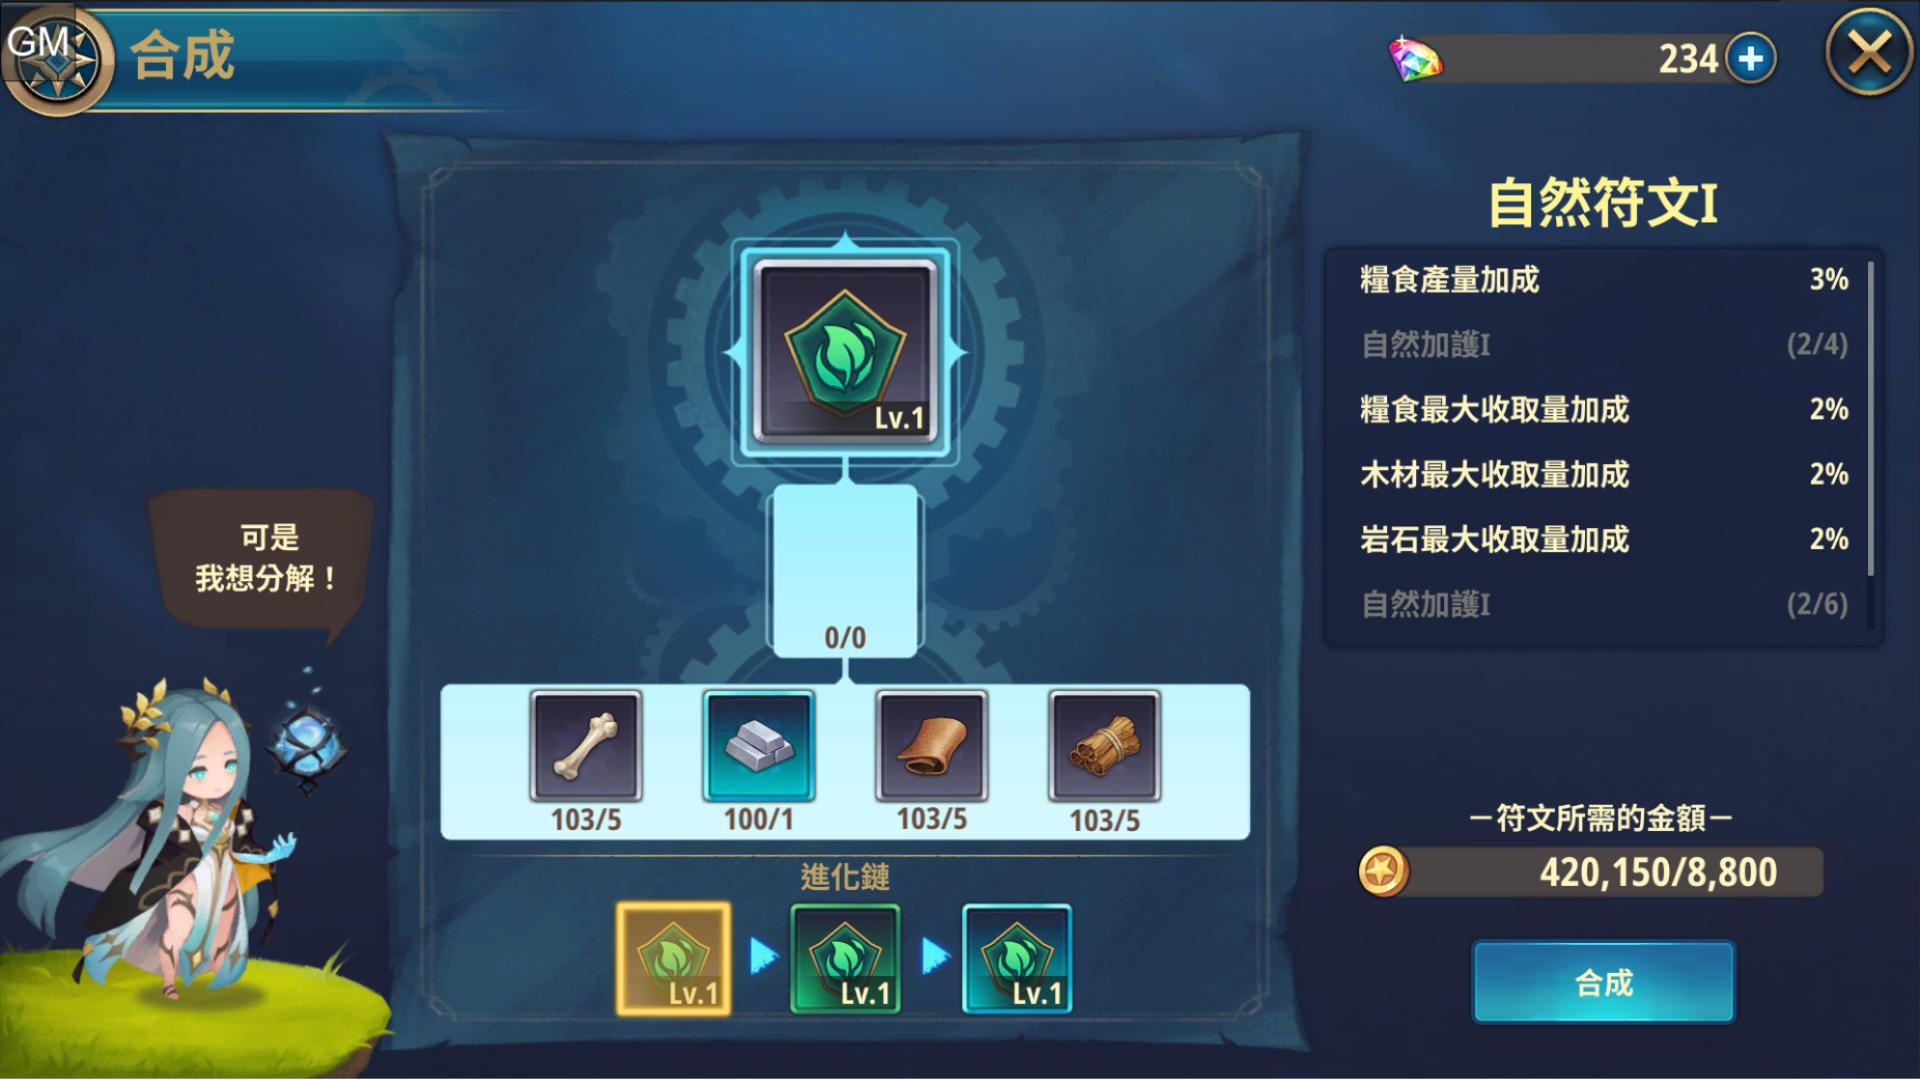 GM
合成
234
自然符文I
糧食產量加成 3%
自然加護I (2/4)
糧食最大收取量加成 2%
木材最大收取量加成 2%
岩石最大收取量加成 2%
自然加護I (2/6)
Lv.1
0/0
可是
我想分解！
103/5 100/1 103/5 103/5
進化鏈
Lv.1 Lv.1 Lv.1
－符文所需的金額－
420,150/8,800
合成